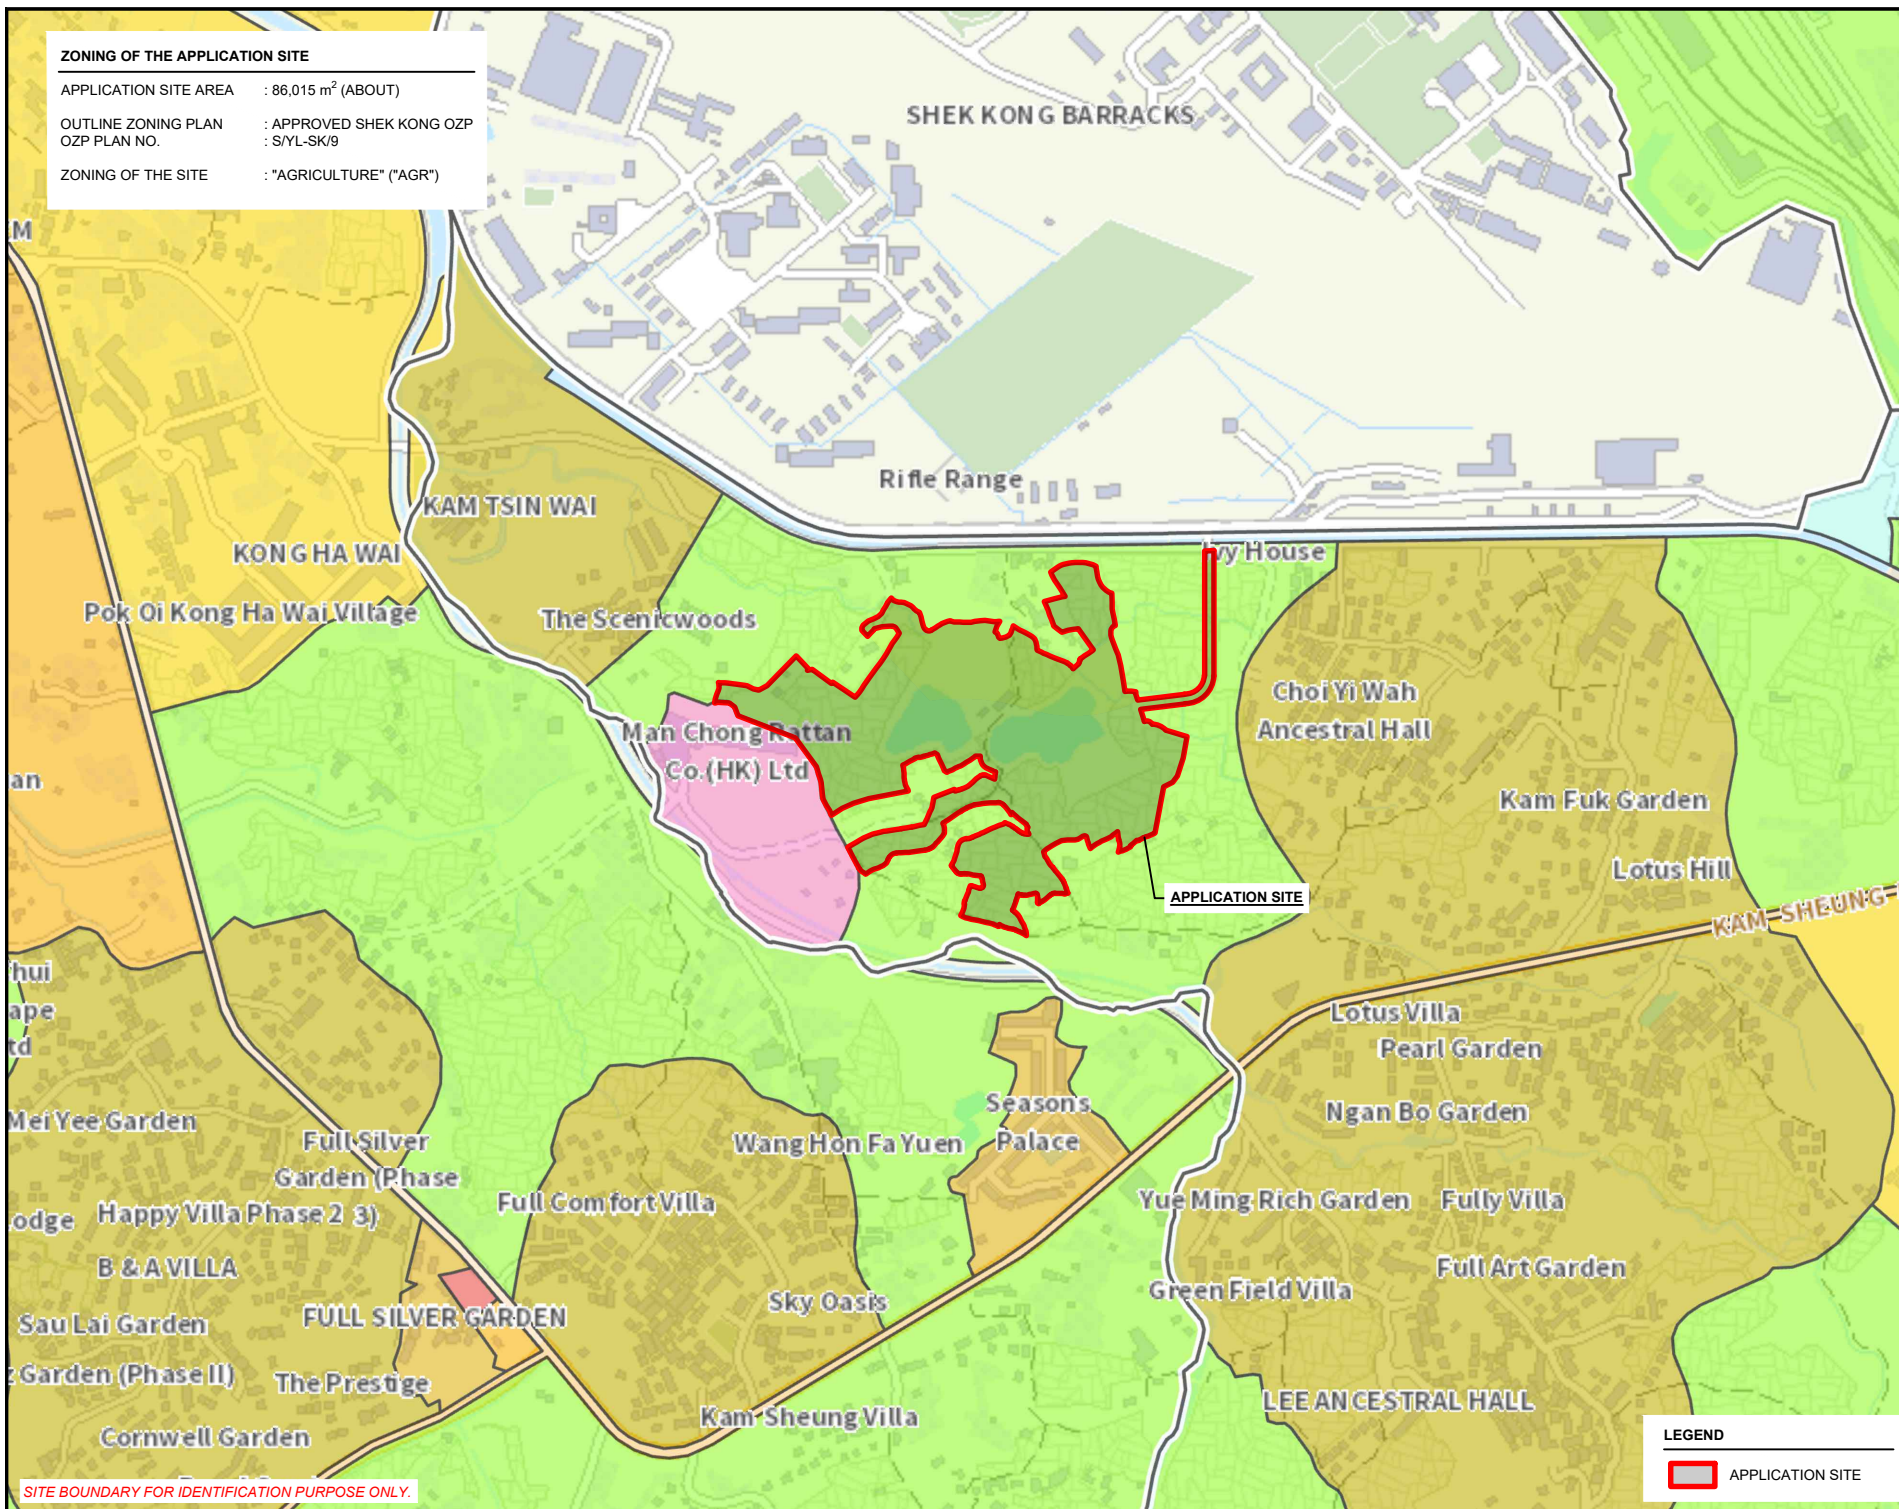 ZONING OF THE APPLICATION SITE
APPLICATION SITE AREA : 86,015 m² (ABOUT)
OUTLINE ZONING PLAN : APPROVED SHEK KONG OZP
OZP PLAN NO. : S/YL-SK/9
ZONING OF THE SITE : "AGRICULTURE" ("AGR")
SHEK KONG BARRACKS
Rifle Range
KAM TSIN WAI
KONG HA WAI
Ivy House
Pok Oi Kong Ha Wai Village
The Scenicwoods
Choi Yi Wah
Ancestral Hall
Man Chong Rattan
Co.(HK) Ltd
Kam Fuk Garden
Lotus Hill
APPLICATION SITE
KAM SHEUNG
Lotus Villa
Pearl Garden
Seasons
Palace
Ngan Bo Garden
Mei Yee Garden
Full Silver
Garden (Phase
3)
Wang Hon Fa Yuen
Full Comfort Villa
Yue Ming Rich Garden
Fully Villa
Happy Villa Phase 2
B & A VILLA
Full Art Garden
Green Field Villa
Sky Oasis
FULL SILVER GARDEN
Sau Lai Garden
Garden (Phase II)
The Prestige
LEE ANCESTRAL HALL
Kam Sheung Villa
Cornwell Garden
LEGEND
APPLICATION SITE
SITE BOUNDARY FOR IDENTIFICATION PURPOSE ONLY.